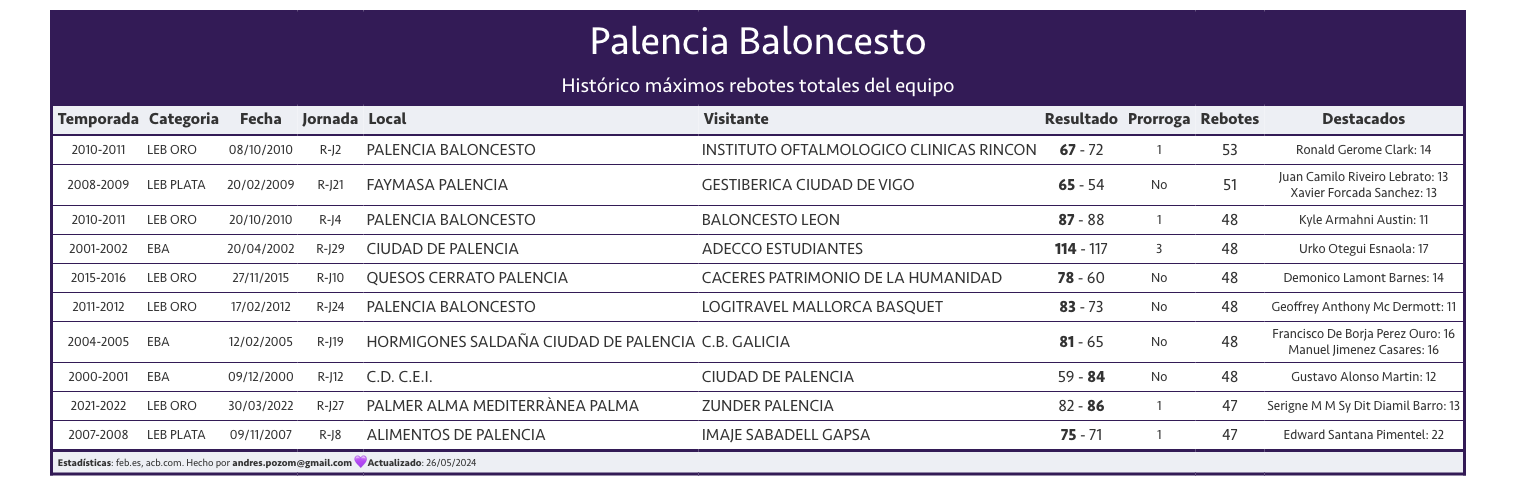 Palencia Baloncesto
Histórico máximos rebotes totales del equipo
Temporada Categoria Fecha Jornada Local Visitante Resultado Prorroga Rebotes Destacados
2010-2011 LEB ORO 08/10/2010 R-J2 PALENCIA BALONCESTO INSTITUTO OFTALMOLOGICO CLINICAS RINCON 67 - 72 1 53 Ronald Gerome Clark: 14
2008-2009 LEB PLATA 20/02/2009 R-J21 FAYMASA PALENCIA GESTIBERICA CIUDAD DE VIGO 65 - 54 No 51 Juan Camilo Riveiro Lebrato: 13
Xavier Forcada Sanchez: 13
2010-2011 LEB ORO 20/10/2010 R-J4 PALENCIA BALONCESTO BALONCESTO LEON 87 - 88 1 48 Kyle Armahni Austin: 11
2001-2002 EBA 20/04/2002 R-J29 CIUDAD DE PALENCIA ADECCO ESTUDIANTES 114 - 117 3 48 Urko Otegui Esnaola: 17
2015-2016 LEB ORO 27/11/2015 R-J10 QUESOS CERRATO PALENCIA CACERES PATRIMONIO DE LA HUMANIDAD 78 - 60 No 48 Demonico Lamont Barnes: 14
2011-2012 LEB ORO 17/02/2012 R-J24 PALENCIA BALONCESTO LOGITRAVEL MALLORCA BASQUET 83 - 73 No 48 Geoffrey Anthony Mc Dermott: 11
2004-2005 EBA 12/02/2005 R-J19 HORMIGONES SALDAÑA CIUDAD DE PALENCIA C.B. GALICIA 81 - 65 No 48 Francisco De Borja Perez Ouro: 16
Manuel Jimenez Casares: 16
2000-2001 EBA 09/12/2000 R-J12 C.D. C.E.I. CIUDAD DE PALENCIA 59 - 84 No 48 Gustavo Alonso Martin: 12
2021-2022 LEB ORO 30/03/2022 R-J27 PALMER ALMA MEDITERRÀNEA PALMA ZUNDER PALENCIA 82 - 86 1 47 Serigne M M Sy Dit Diamil Barro: 13
2007-2008 LEB PLATA 09/11/2007 R-J8 ALIMENTOS DE PALENCIA IMAJE SABADELL GAPSA 75 - 71 1 47 Edward Santana Pimentel: 22
Estadísticas: feb.es, acb.com. Hecho por andres.pozom@gmail.com 💜Actualizado: 26/05/2024